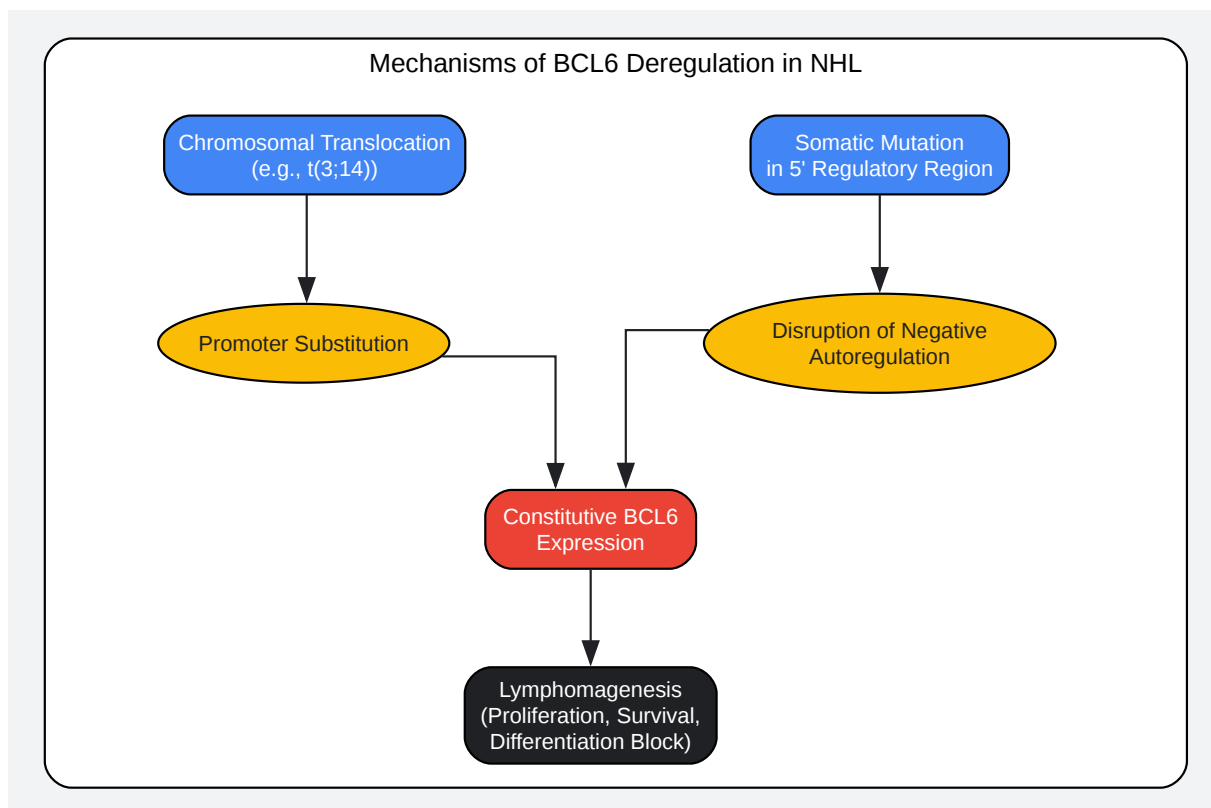 Mechanisms of BCL6 Deregulation in NHL
Chromosomal Translocation
(e.g., t(3;14))
Somatic Mutation
in 5' Regulatory Region
Promoter Substitution
Disruption of Negative
Autoregulation
Constitutive BCL6
Expression
Lymphomagenesis
(Proliferation, Survival,
Differentiation Block)